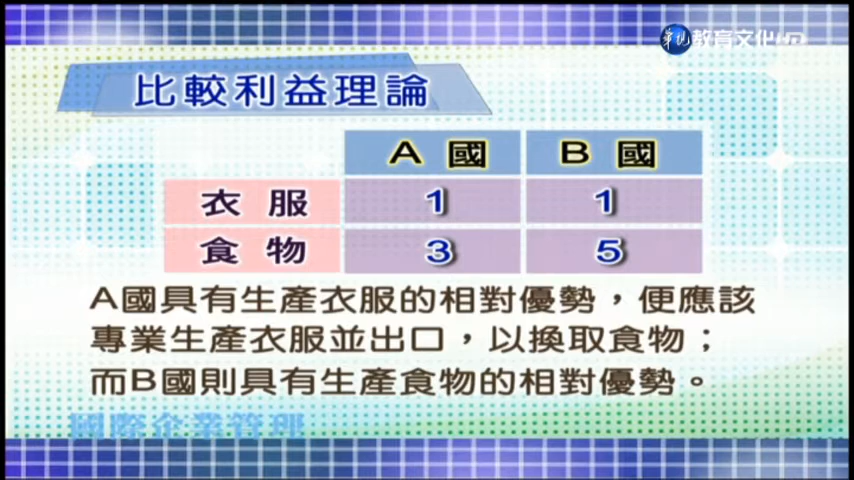 華視 教育文化HD
比較利益理論
A 國 B 國
衣 服 1 1
食 物 3 5
A國具有生產衣服的相對優勢，便應該
專業生產衣服並出口，以換取食物；
而B國則具有生產食物的相對優勢。
國際企業管理